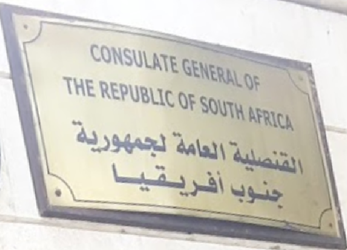 CONSULATE GENERAL OF
THE REPUBLIC OF SOUTH AFRICA
القنصلية العامة لجمهورية
جنوب أفريقيا